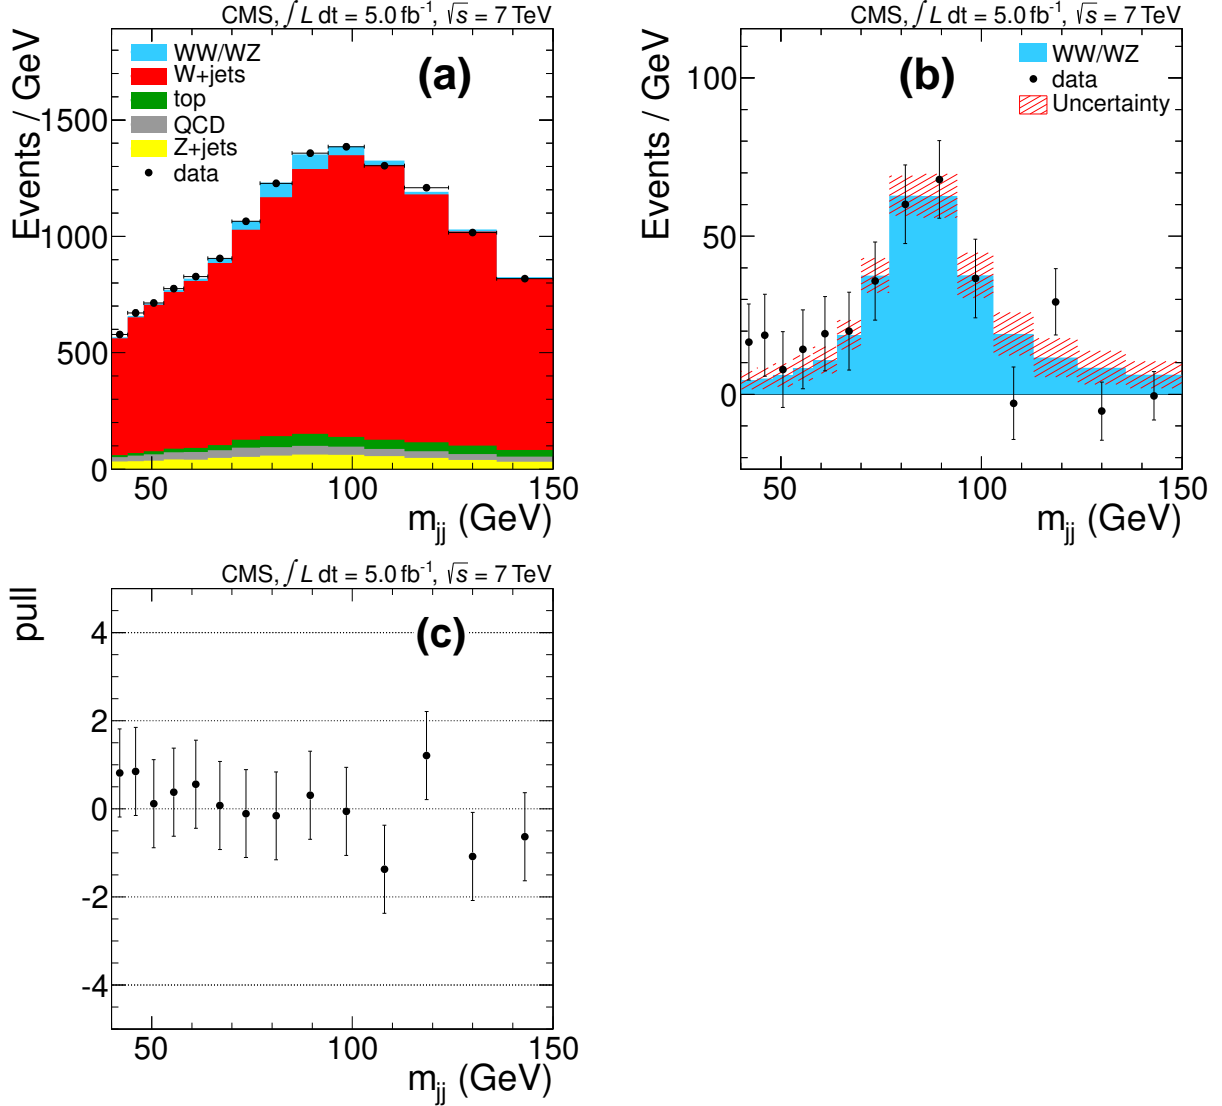 CMS, ∫ L dt = 5.0 fb⁻¹, √s = 7 TeV
Events / GeV
(a)
WW/WZ
W+jets
top
QCD
Z+jets
data
1500
1000
500
0
50 100 150
m_jj (GeV)
CMS, ∫ L dt = 5.0 fb⁻¹, √s = 7 TeV
Events / GeV
(b)
WW/WZ
data
Uncertainty
100
50
0
50 100 150
m_jj (GeV)
CMS, ∫ L dt = 5.0 fb⁻¹, √s = 7 TeV
pull
(c)
4
2
0
-2
-4
50 100 150
m_jj (GeV)